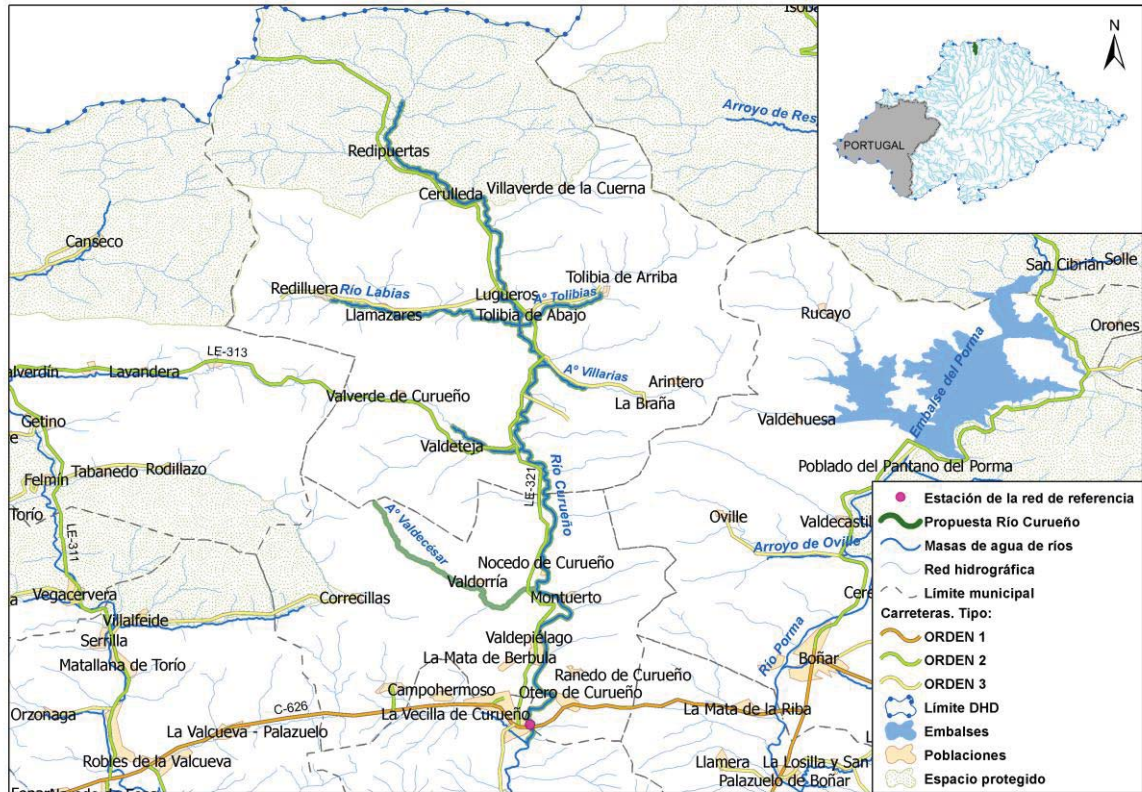 Isoba
Arroyo de Res
N
PORTUGAL
Redipuertas
Cerulleda
Villaverde de la Cuerna
Canseco
San Cibrián
Solle
Tolibia de Arriba
Redilluera
Río Labias
Lugueros
Aº Tolibias
Llamazares
Tolibia de Abajo
Rucayo
Orones
LE-313
alverdín
Lavandera
Aº Villarías
Arintero
La Braña
Embalse del Porma
Valverde de Curueño
Valdehuesa
Getino
e
Valdeteja
Río Curueño
LE-321
Tabanedo
Rodillazo
Felmín
Poblado del Pantano del Porma
Torío
LE-311
Aº Valdecésar
Oville
Valdecastill
Arroyo de Oville
Nocedo de Curueño
Valdorría
Montuerto
Cere
a
Vegacervera
Correcillas
Villalfeide
Serrilla
Valdepiélago
Río Porma
Matallana de Torío
La Mata de Berbula
Boñar
Ranedo de Curueño
Campohermoso
Otero de Curueño
Orzonaga
C-626
La Vecilla de Curueño
La Mata de la Riba
La Valcueva - Palazuelo
Robles de la Valcueva
Llamera
La Losilla y San
Palazuelo de Boñar
Estación de la red de referencia
Propuesta Río Curueño
Masas de agua de ríos
Red hidrográfica
Límite municipal
Carreteras. Tipo:
ORDEN 1
ORDEN 2
ORDEN 3
Límite DHD
Embalses
Poblaciones
Espacio protegido